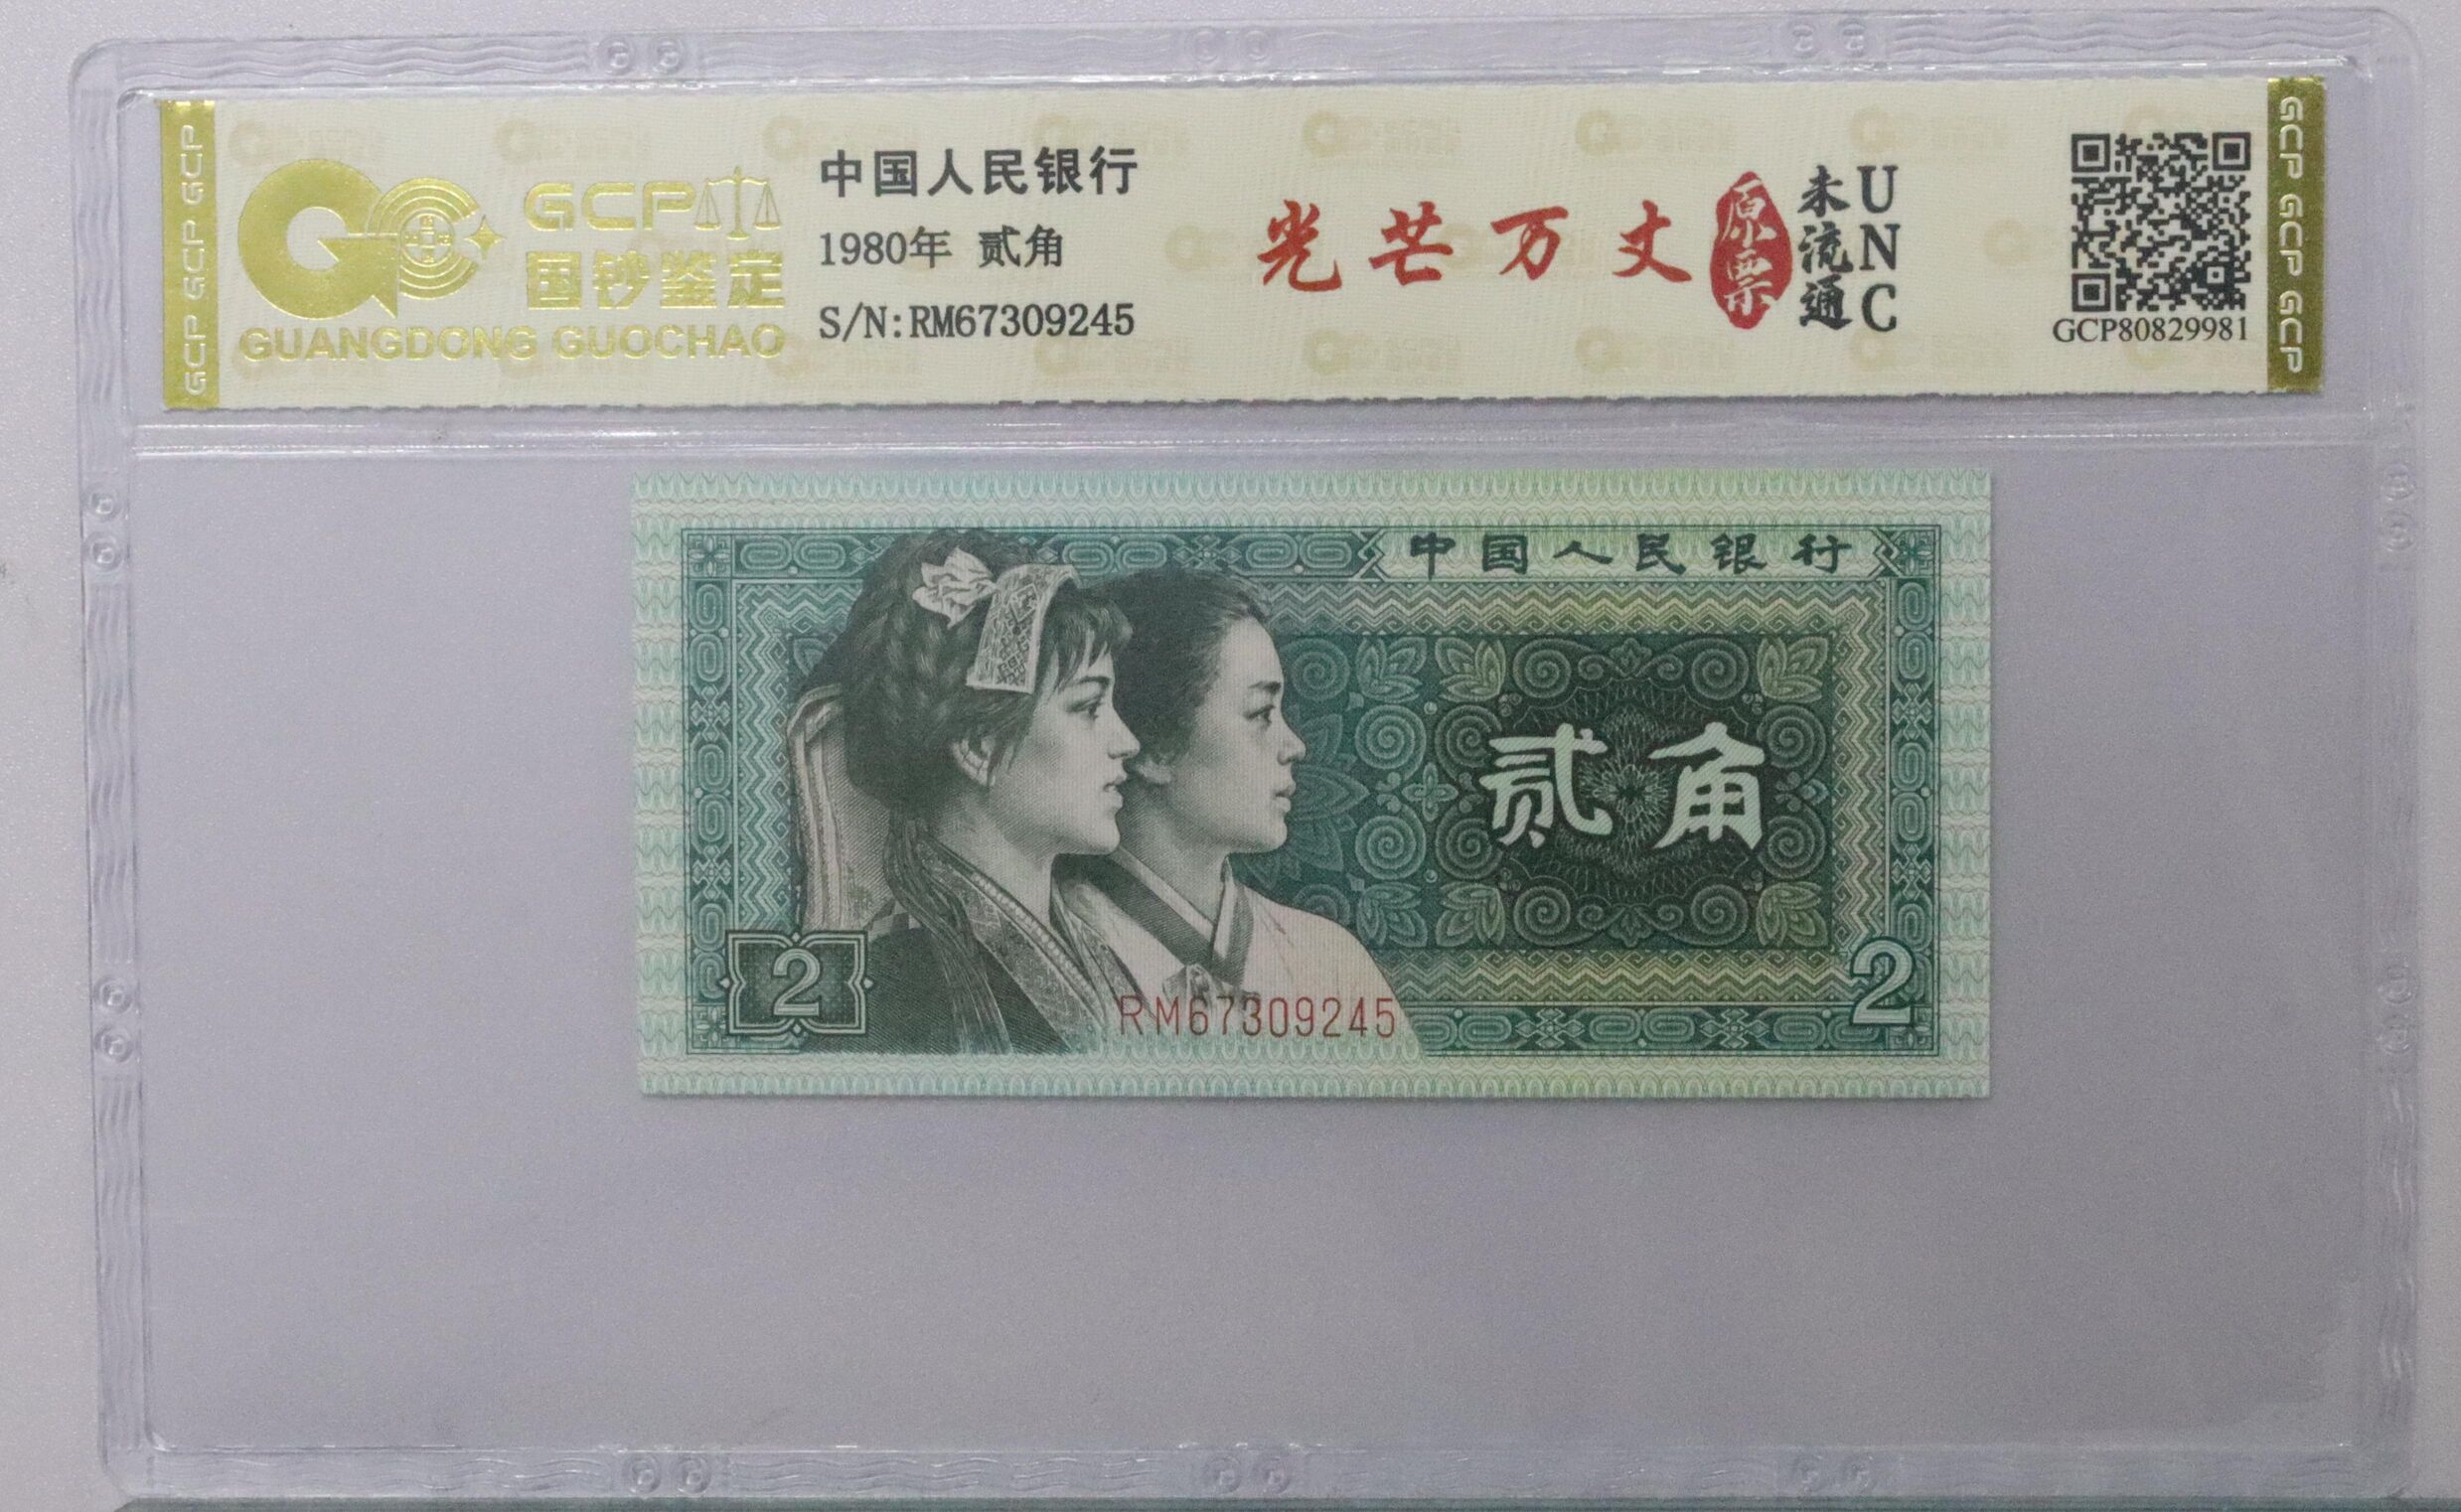 GCP GCP GCP
GCP
国钞鉴定
GUANGDONG GUOCHAO
中国人民银行
1980年 贰角
S/N:RM67309245
光芒万丈
原票
未流通
UNC
GCP80829981
GCP GCP GCP
中国人民银行
贰角
2
RM67309245
2